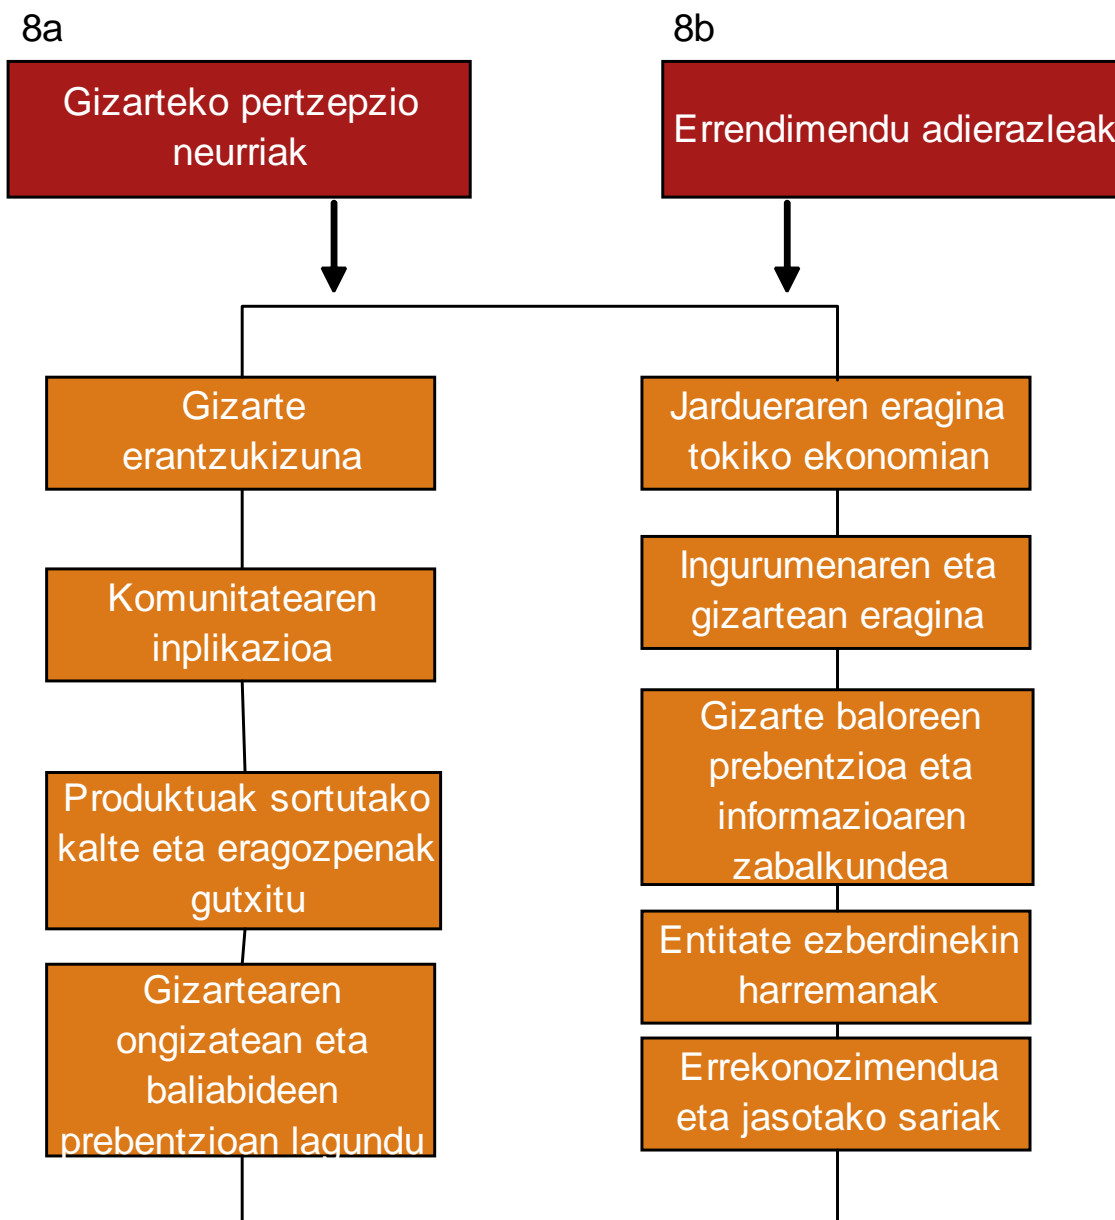 8a
Gizarteko pertzepzio
neurriak
Gizarte
erantzukizuna
Komunitatearen
inplikazioa
Produktuak sortutako
kalte eta eragozpenak
gutxitu
Gizartearen
ongizatean eta
baliabideen
prebentzioan lagundu
8b
Errendimendu adierazleak
Jardueraren eragina
tokiko ekonomian
Ingurumenaren eta
gizartean eragina
Gizarte baloreen
prebentzioa eta
informazioaren
zabalkundea
Entitate ezberdinekin
harremanak
Errekonozimendua
eta jasotako sariak